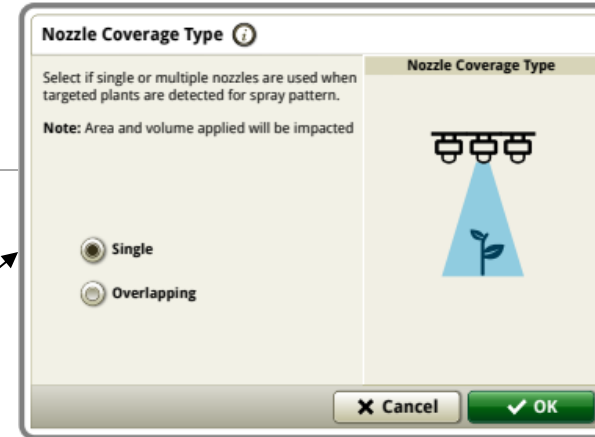 Nozzle Coverage Type
Select if single or multiple nozzles are used when
targeted plants are detected for spray pattern.
Note: Area and volume applied will be impacted
Single
Overlapping
Nozzle Coverage Type
Cancel
OK